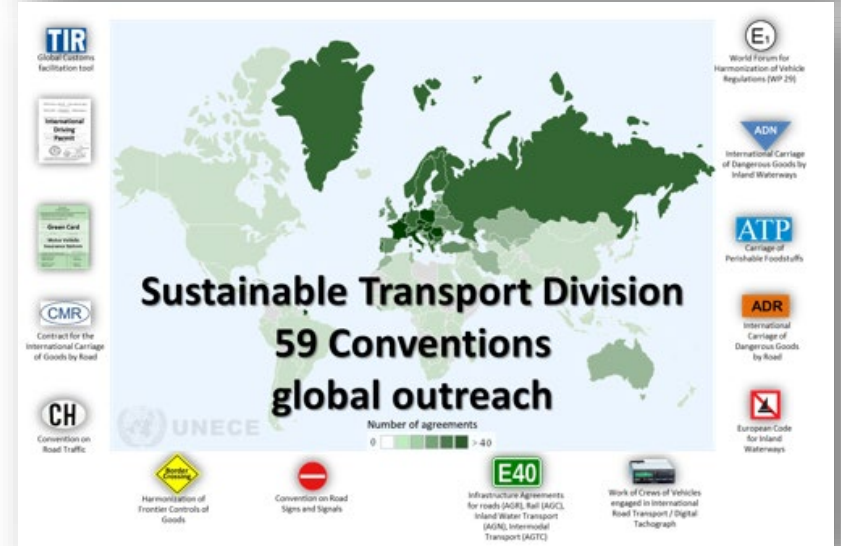 TIR
Global Customs
facilitation tool
International
Driving
Permit
Green Card
Motor Vehicle
Insurance System
CMR
Contract for the
International Carriage
of Goods by Road
CH
Convention on
Road Traffic
Sustainable Transport Division
59 Conventions
global outreach
UNECE
Number of agreements
0
> 40
Border
Crossing
Harmonization of
Frontier Controls of
Goods
Convention on Road
Signs and Signals
E40
Infrastructure Agreements
for roads (AGR), Rail (AGC),
Inland Water Transport
(AGN), Intermodal
Transport (AGTC)
Work of Crews of Vehicles
engaged in International
Road Transport / Digital
Tachograph
E1
World Forum for
Harmonization of Vehicle
Regulations (WP 29)
ADN
International Carriage
of Dangerous Goods by
Inland Waterways
ATP
Carriage of
Perishable Foodstuffs
ADR
International
Carriage of
Dangerous Goods
by Road
European Code
for Inland
Waterways